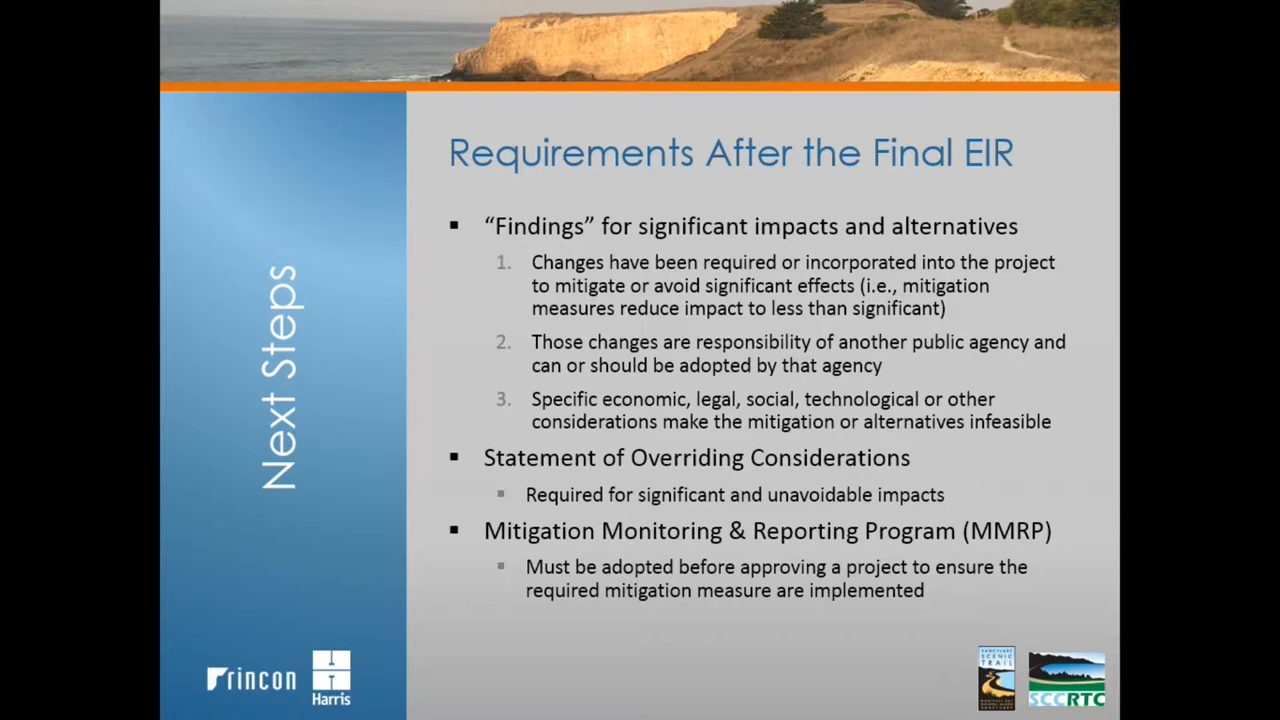 Requirements After the Final EIR
▪ “Findings” for significant impacts and alternatives
1. Changes have been required or incorporated into the project
to mitigate or avoid significant effects (i.e., mitigation
measures reduce impact to less than significant)
2. Those changes are responsibility of another public agency and
can or should be adopted by that agency
3. Specific economic, legal, social, technological or other
considerations make the mitigation or alternatives infeasible
▪ Statement of Overriding Considerations
▪ Required for significant and unavoidable impacts
▪ Mitigation Monitoring & Reporting Program (MMRP)
▪ Must be adopted before approving a project to ensure the
required mitigation measure are implemented
Next Steps
rincon
Harris
SANCTUARY
SCENIC
TRAIL
SCCRTC